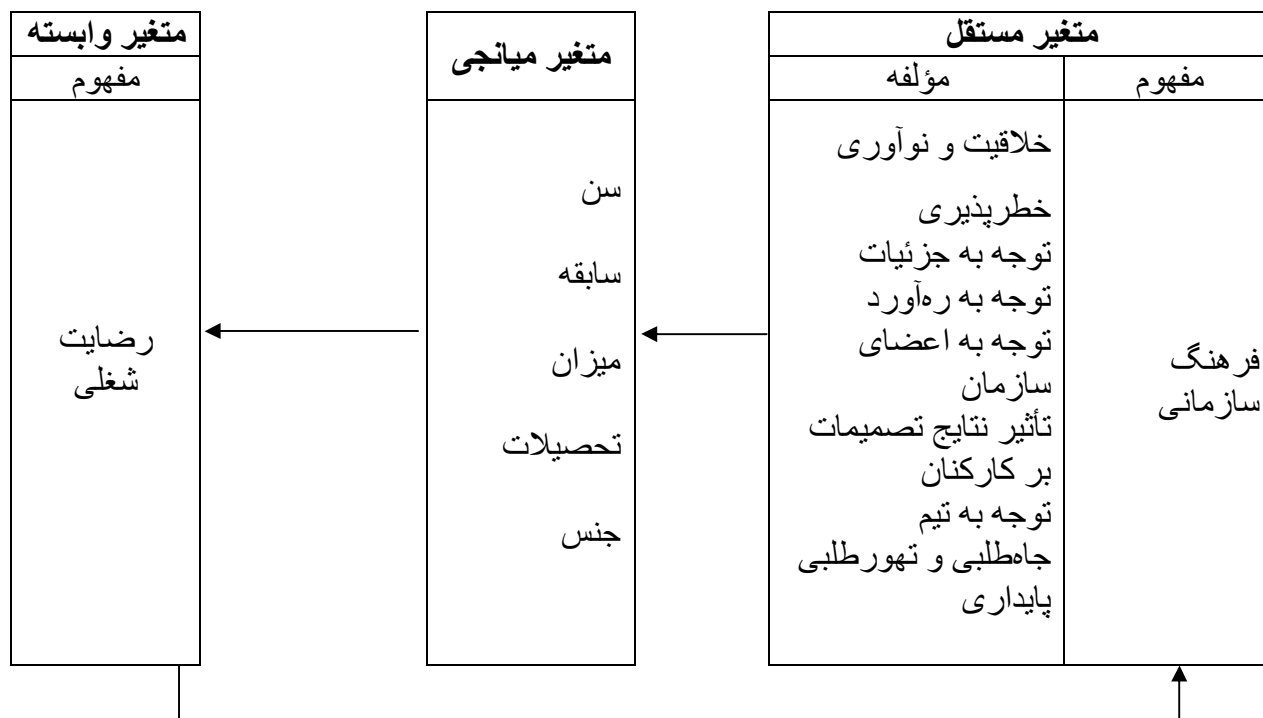 متغیر مستقل
مفهوم
مؤلفه
فرهنگ
سازمانی
خلاقیت و نوآوری
خطرپذیری
توجه به جزئیات
توجه به ره‌آورد
توجه به اعضای
سازمان
تأثیر نتایج تصمیمات
بر کارکنان
توجه به تیم
جاه‌طلبی و تهورطلبی
پایداری
متغیر میانجی
سن
سابقه
میزان
تحصیلات
جنس
متغیر وابسته
مفهوم
رضایت
شغلی